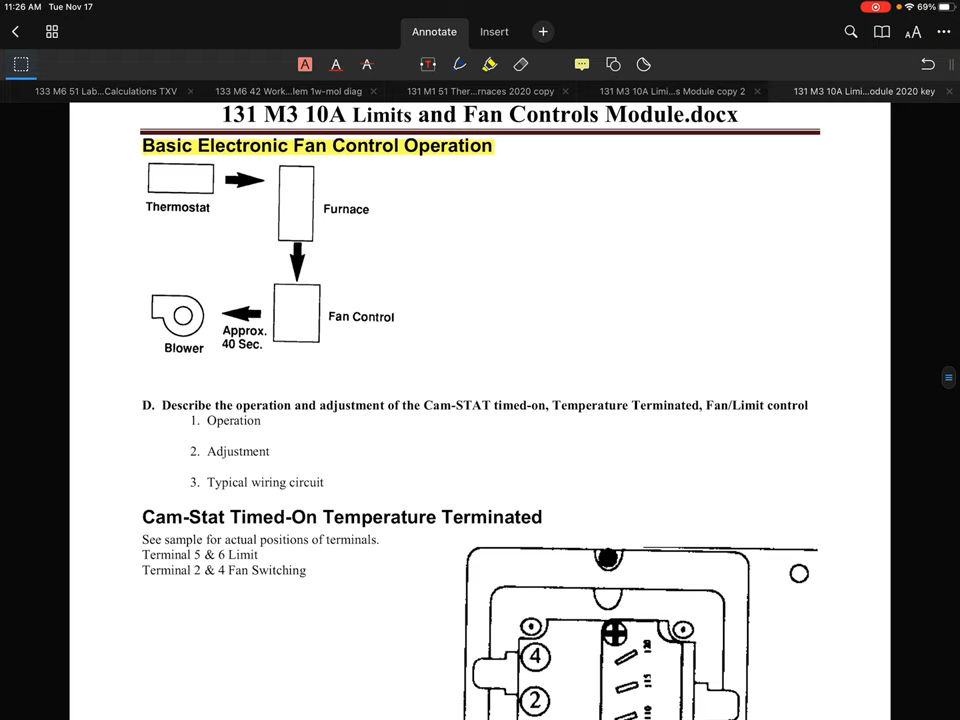 11:26 AM Tue Nov 17
69%
Annotate
Insert
A
A
A
T
AA
133 M6 51 Lab...Calculations TXV
133 M6 42 Work...lem 1w-mol diag
131 M1 51 Ther...rnaces 2020 copy
131 M3 10A Limi...s Module copy 2
131 M3 10A Limi...odule 2020 key
131 M3 10A Limits and Fan Controls Module.docx
Basic Electronic Fan Control Operation
Thermostat
Furnace
Fan Control
Approx.
40 Sec.
Blower
D. Describe the operation and adjustment of the Cam-STAT timed-on, Temperature Terminated, Fan/Limit control
1. Operation
2. Adjustment
3. Typical wiring circuit
Cam-Stat Timed-On Temperature Terminated
See sample for actual positions of terminals.
Terminal 5 & 6 Limit
Terminal 2 & 4 Fan Switching
4
120
115
2
110